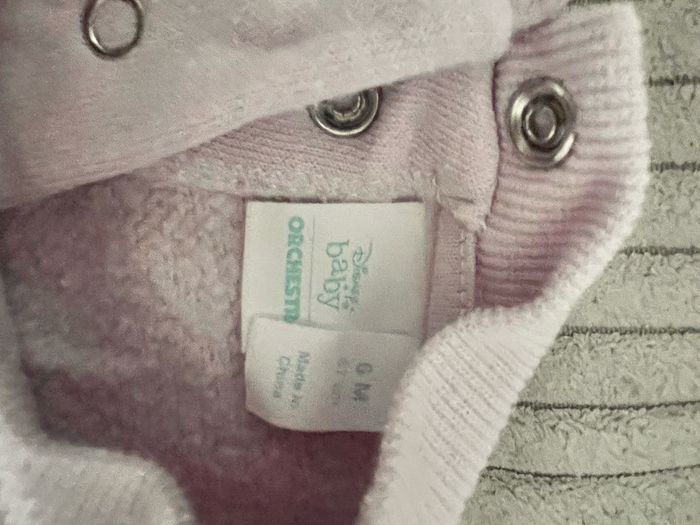 Disney
baby
ORCHESTR
6 M
Made in
China